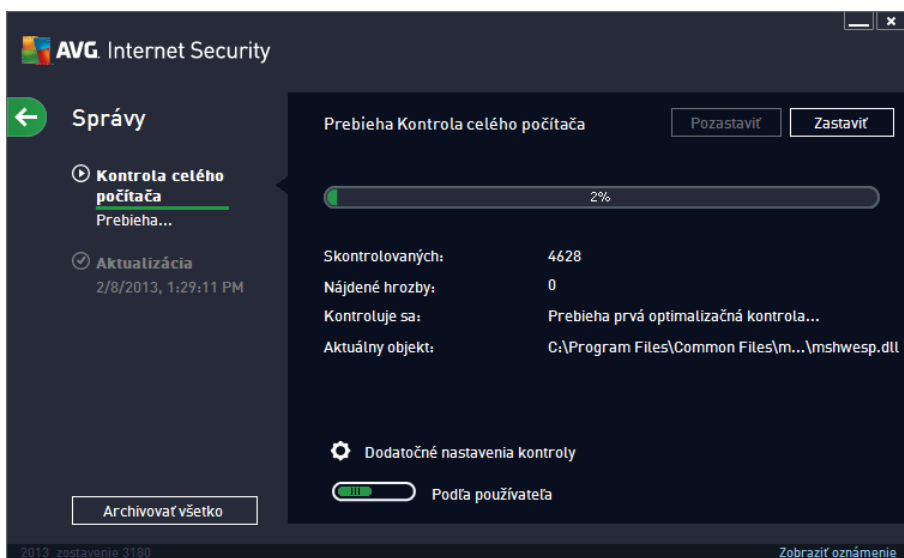 AVG. Internet Security
Správy
Kontrola celého
počítača
Prebieha...
Aktualizácia
2/8/2013, 1:29:11 PM
Archivovať všetko
Prebieha Kontrola celého počítača
Pozastaviť
Zastaviť
2%
Skontrolovaných: 4628
Nájdené hrozby: 0
Kontroluje sa: Prebieha prvá optimalizačná kontrola...
Aktuálny objekt: C:\Program Files\Common Files\m...\mshwesp.dll
Dodatočné nastavenia kontroly
Podľa používateľa
2013 zostavenie 3180
Zobraziť oznámenie